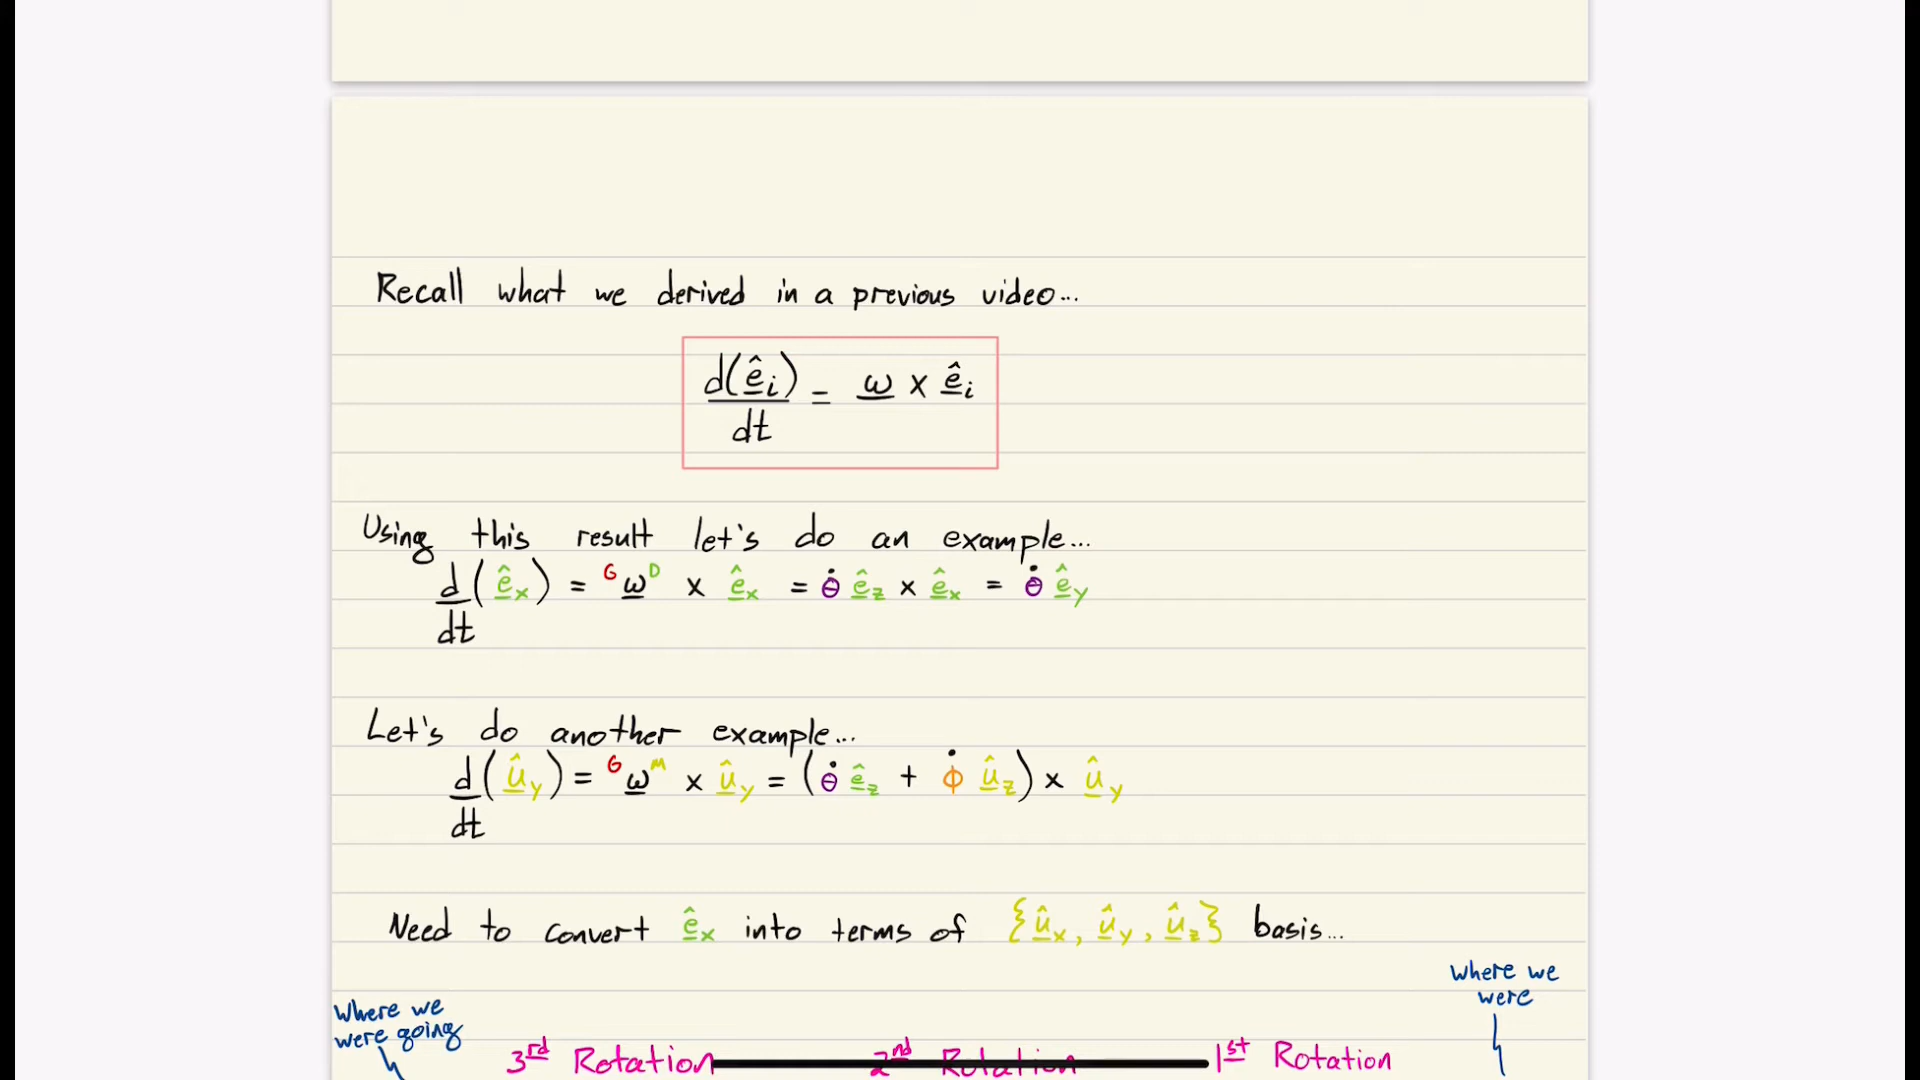 Recall what we derived in a previous video...
d(ê_i)/dt = ω × ê_i
Using this result let's do an example...
d/dt (ê_x) = ᴳω^D × ê_x = θ̇ ê_z × ê_x = θ̇ ê_y
Let's do another example...
d/dt (û_y) = ᴳω^M × û_y = (θ̇ ê_z + ϕ̇ û_z) × û_y
Need to convert ê_x into terms of {û_x, û_y, û_z} basis...
where we
were
Where we
were going
3rd Rotation 2nd Rotation 1st Rotation